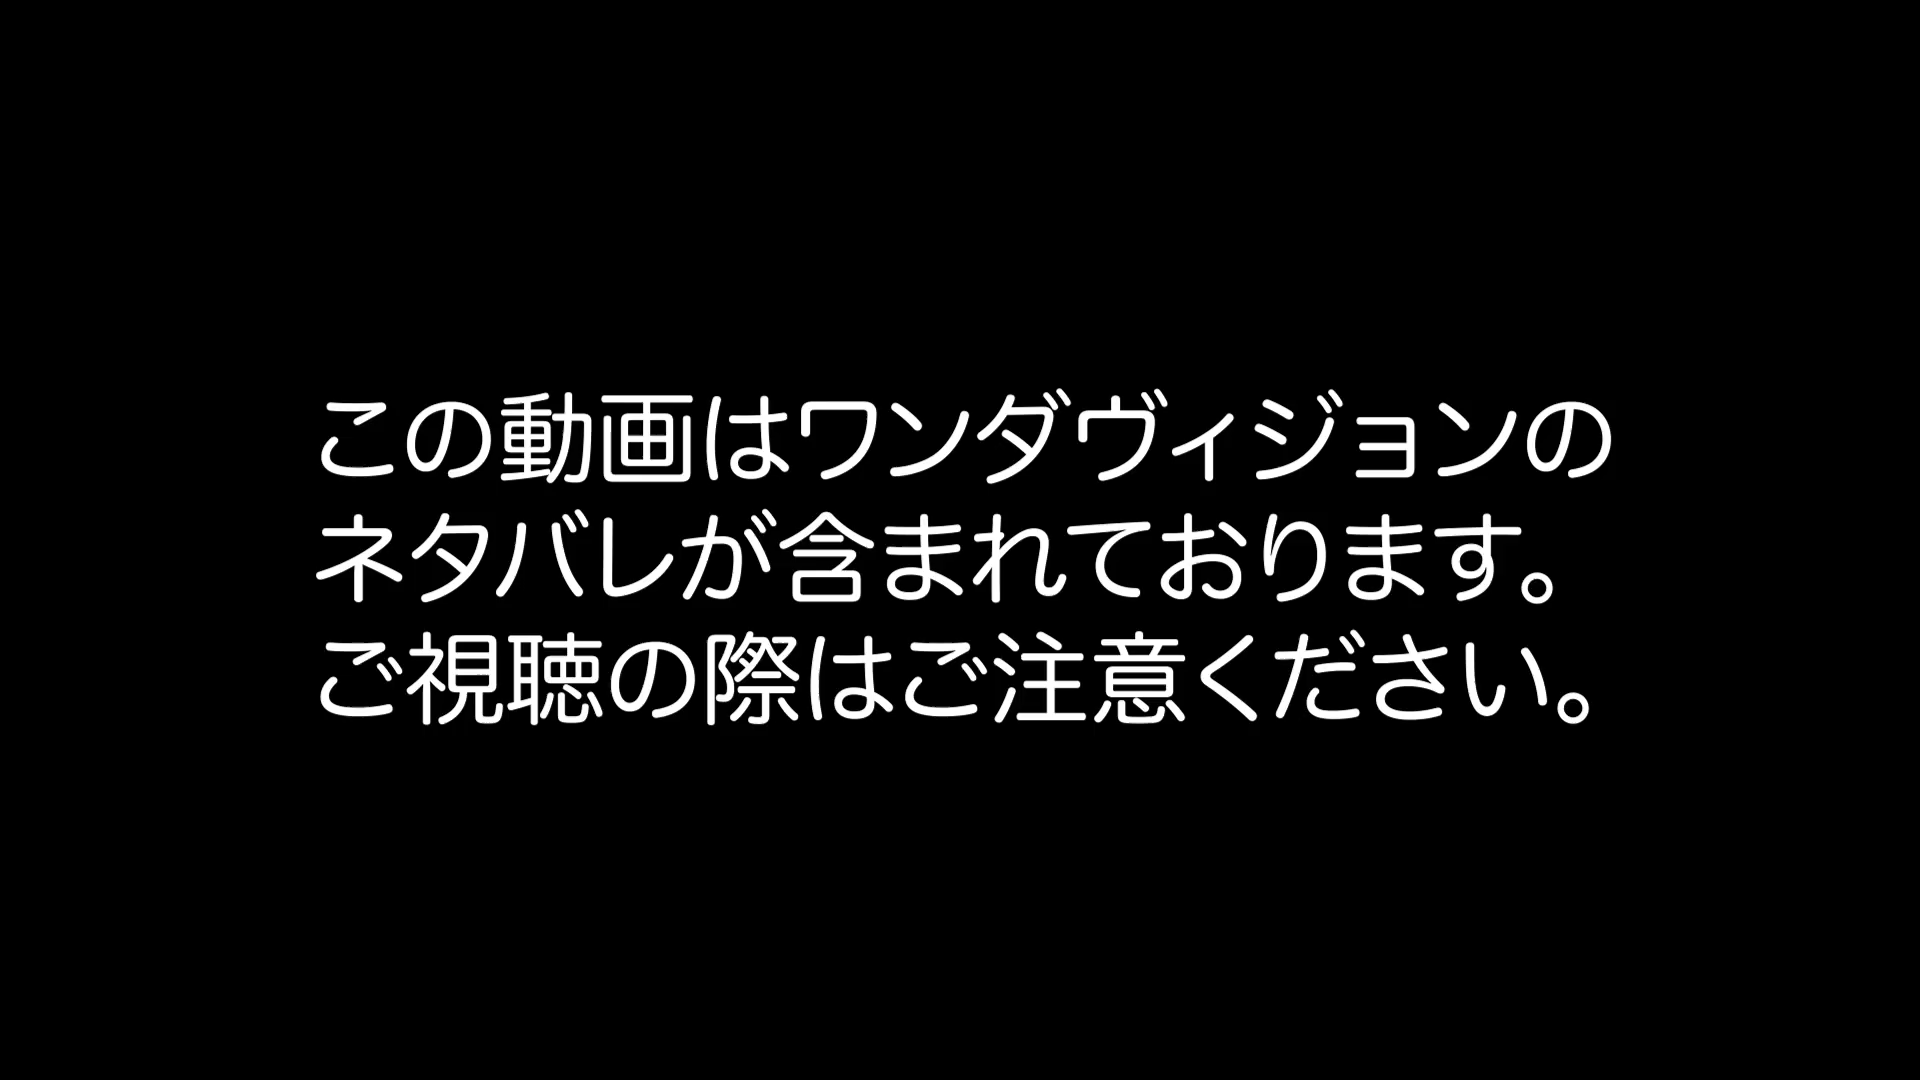 この動画はワンダヴィジョンの
ネタバレが含まれております。
ご視聴の際はご注意ください。